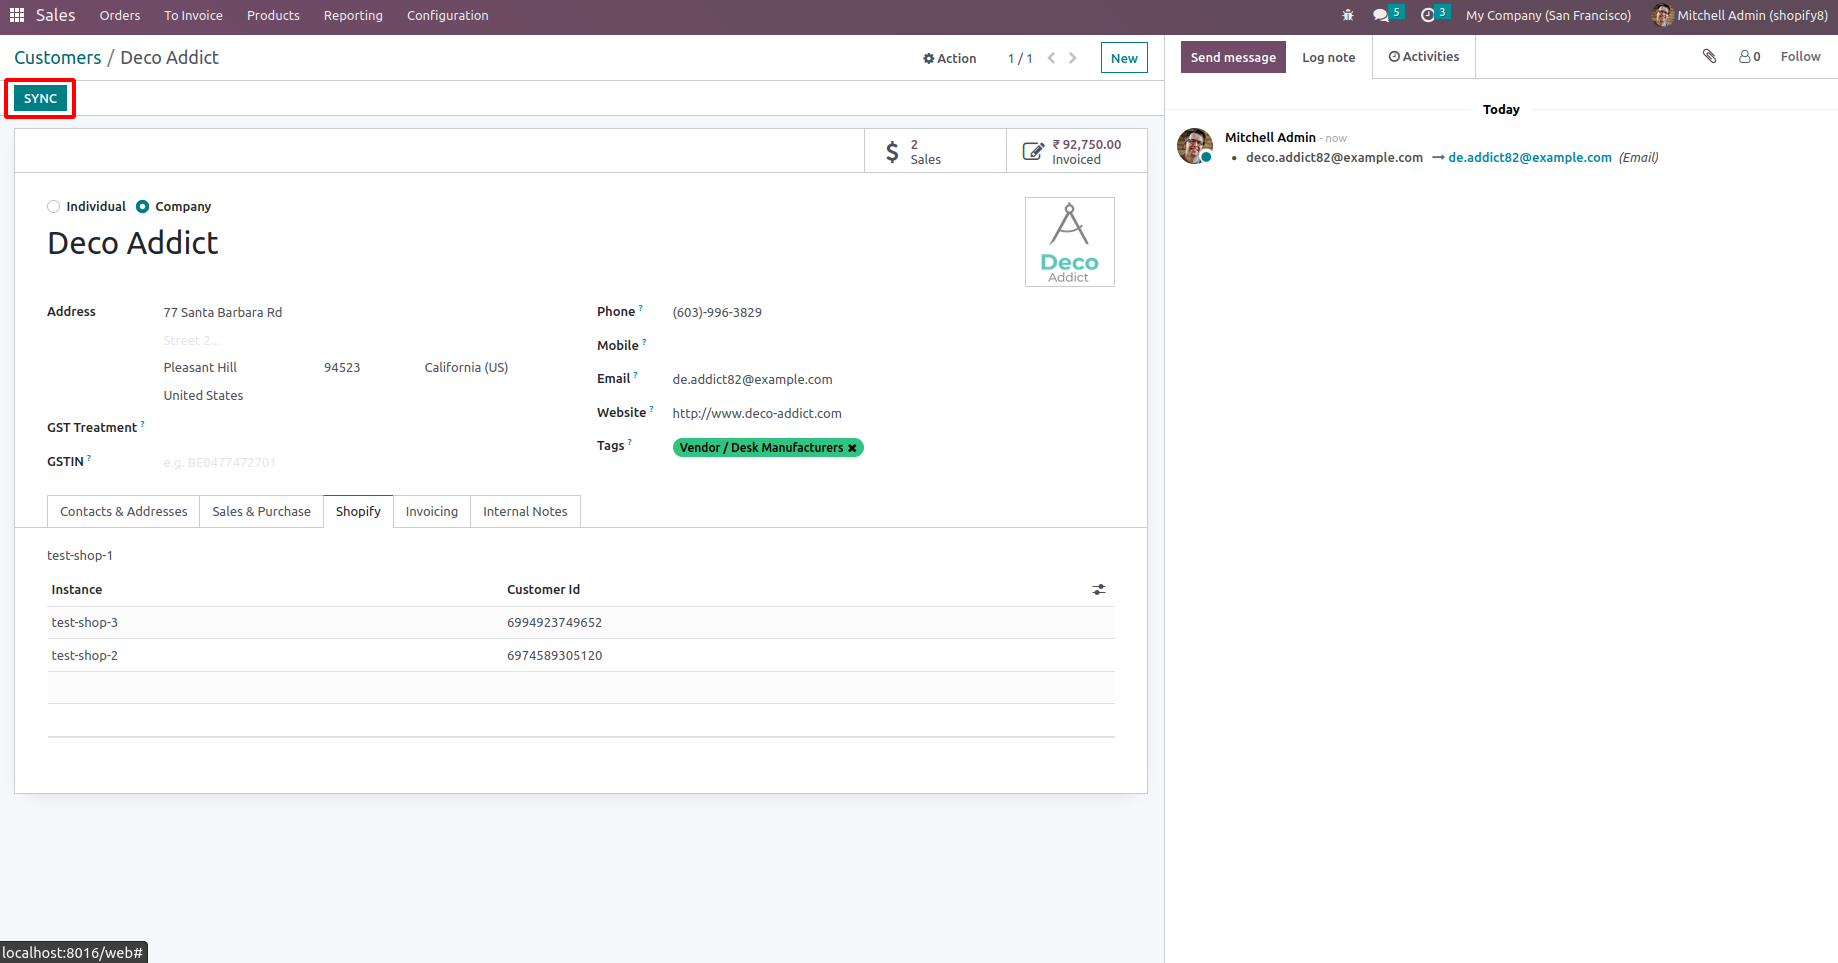 Sales Orders To Invoice Products Reporting Configuration 5 3 My Company (San Francisco) Mitchell Admin (shopify8)
Customers / Deco Addict Action 1 / 1 New
SYNC
2
Sales
₹ 92,750.00
Invoiced
Individual Company
Deco Addict
Deco
Addict
Address 77 Santa Barbara Rd
Street 2...
Pleasant Hill 94523 California (US)
United States
GST Treatment ?
GSTIN ? e.g. BE0477472701
Phone ? (603)-996-3829
Mobile ?
Email ? de.addict82@example.com
Website ? http://www.deco-addict.com
Tags ? Vendor / Desk Manufacturers ✖
Contacts & Addresses Sales & Purchase Shopify Invoicing Internal Notes
test-shop-1
Instance Customer Id
test-shop-3 6994923749652
test-shop-2 6974589305120
Send message Log note Activities 0 Follow
Today
Mitchell Admin - now
• deco.addict82@example.com → de.addict82@example.com (Email)
localhost:8016/web#